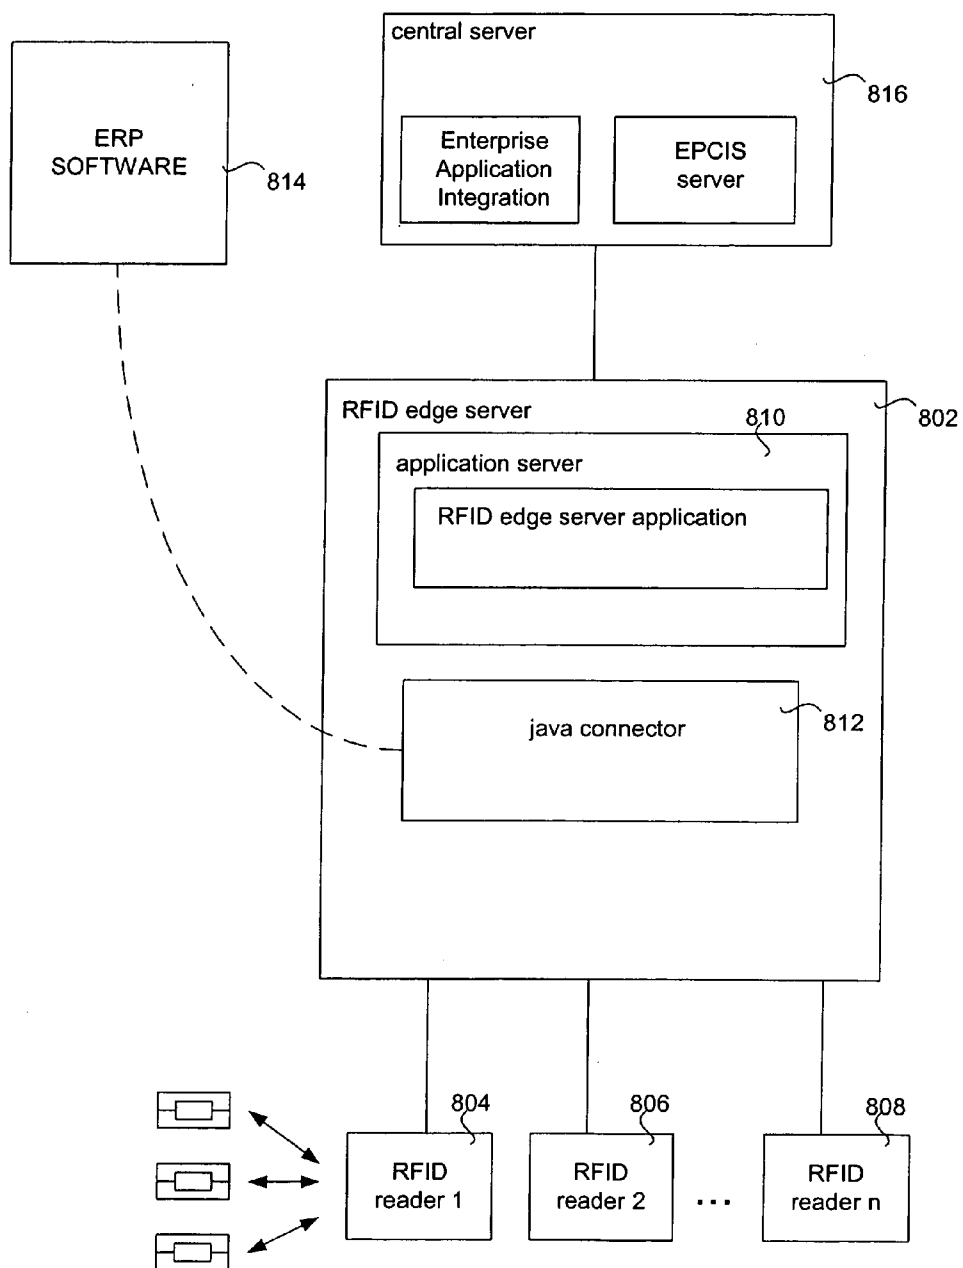 central server
816
ERP
SOFTWARE
814
Enterprise
Application
Integration
EPCIS
server
RFID edge server
802
810
application server
RFID edge server application
java connector
812
804
806
808
RFID
reader 1
RFID
reader 2
...
RFID
reader n